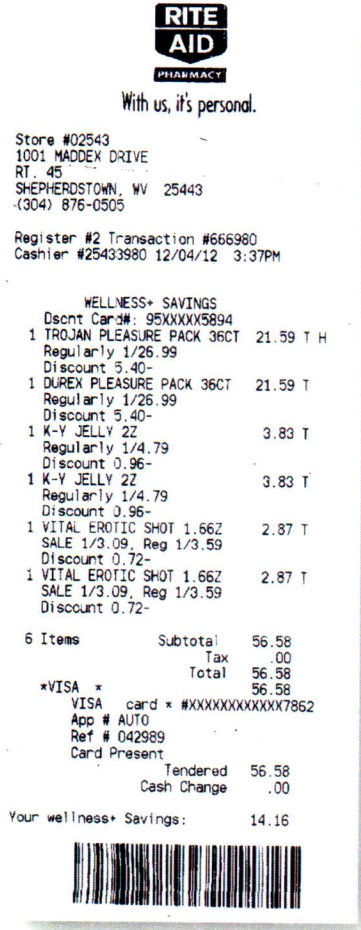 RITE
AID
PHARMACY
With us, it's personal.
Store #02543
1001 MADDEX DRIVE
RT. 45
SHEPHERDSTOWN, WV 25443
(304) 876-0505
Register #2 Transaction #666980
Cashier #25433980 12/04/12 3:37PM
WELLNESS+ SAVINGS
Dscnt Card#: 95XXXXX5894
1 TROJAN PLEASURE PACK 36CT 21.59 T H
Regularly 1/26.99
Discount 5.40-
1 DUREX PLEASURE PACK 36CT 21.59 T
Regularly 1/26.99
Discount 5.40-
1 K-Y JELLY 2Z 3.83 T
Regularly 1/4.79
Discount 0.96-
1 K-Y JELLY 2Z 3.83 T
Regularly 1/4.79
Discount 0.96-
1 VITAL EROTIC SHOT 1.66Z 2.87 T
SALE 1/3.09, Reg 1/3.59
Discount 0.72-
1 VITAL EROTIC SHOT 1.66Z 2.87 T
SALE 1/3.09, Reg 1/3.59
Discount 0.72-
6 Items Subtotal 56.58
Tax .00
Total 56.58
*VISA * 56.58
VISA card * #XXXXXXXXXXXX7862
App # AUTO
Ref # 042989
Card Present
Tendered 56.58
Cash Change .00
Your wellness+ Savings: 14.16